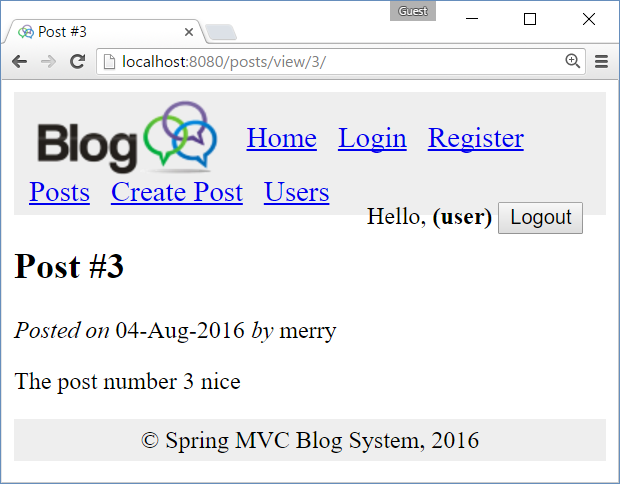 Guest
Post #3
localhost:8080/posts/view/3/
Blog Home Login Register
Posts Create Post Users
Hello, (user) Logout
Post #3
Posted on 04-Aug-2016 by merry
The post number 3 nice
© Spring MVC Blog System, 2016